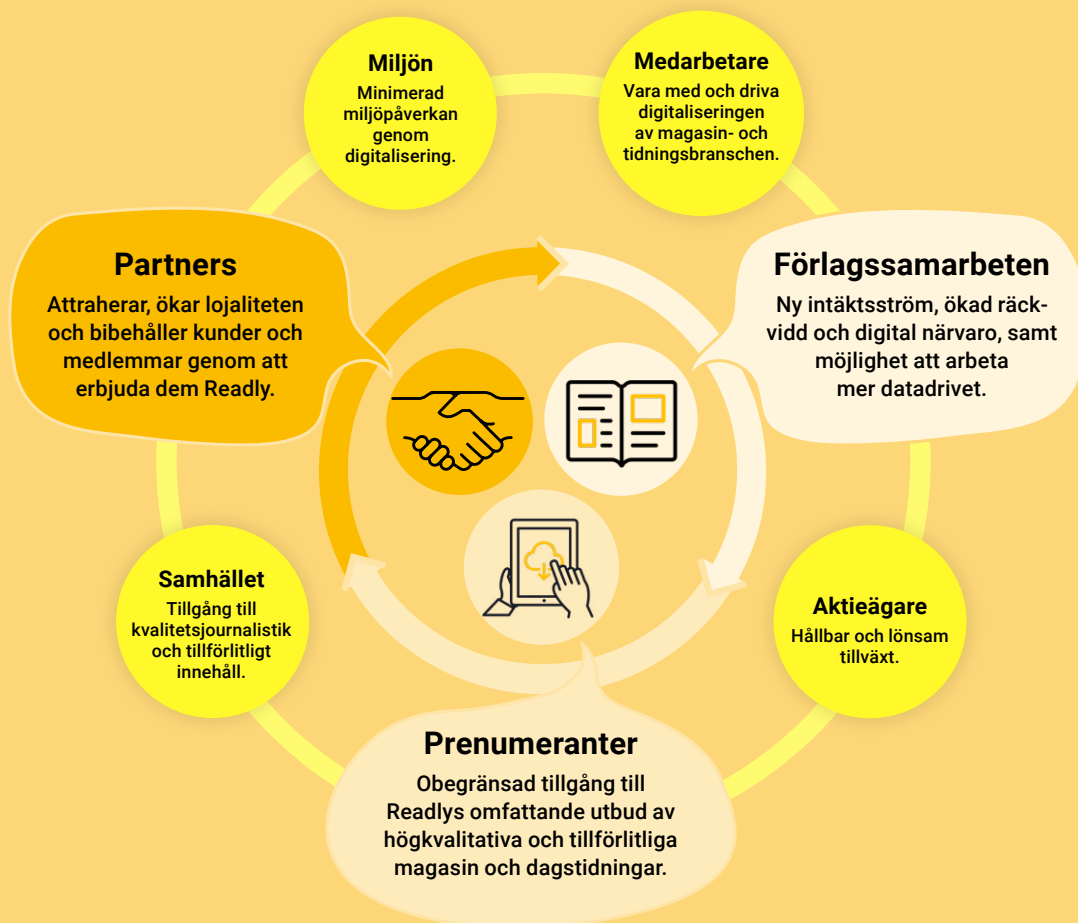 Miljön
Minimerad
miljöpåverkan
genom
digitalisering.
Medarbetare
Vara med och driva
digitaliseringen
av magasin- och
tidningsbranschen.
Partners
Attraherar, ökar lojaliteten
och bibehåller kunder och
medlemmar genom att
erbjuda dem Readly.
Förlagssamarbeten
Ny intäktsström, ökad räck-
vidd och digital närvaro, samt
möjlighet att arbeta
mer datadrivet.
Samhället
Tillgång till
kvalitetsjournalistik
och tillförlitligt
innehåll.
Aktieägare
Hållbar och lönsam
tillväxt.
Prenumeranter
Obegränsad tillgång till
Readlys omfattande utbud av
högkvalitativa och tillförlitliga
magasin och dagstidningar.